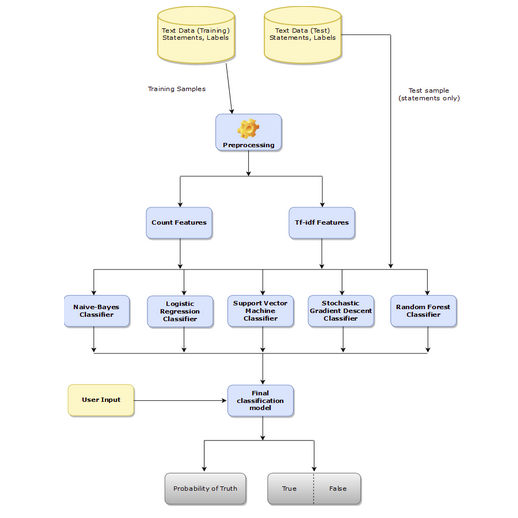 Text Data (Training)
Statements, Labels
Text Data (Test)
Statements, Labels
Training Samples
Test sample
(statements only)
Preprocessing
Count Features
Tf-idf Features
Naive-Bayes
Classifier
Logistic
Regression
Classifier
Support Vector
Machine
Classifier
Stochastic
Gradient Descent
Classifier
Random Forest
Classifier
User Input
Final
classification
model
Probability of Truth
True
False